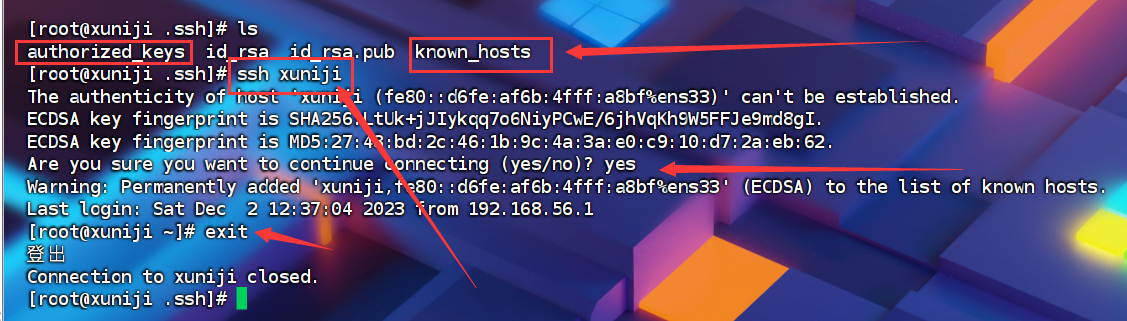 [root@xuniji .ssh]# ls
authorized_keys  id_rsa  id_rsa.pub  known_hosts
[root@xuniji .ssh]# ssh xuniji
The authenticity of host 'xuniji (fe80::d6fe:af6b:4fff:a8bf%ens33)' can't be established.
ECDSA key fingerprint is SHA256:LtUk+jJIykqq7o6NiyPCwE/6jhVqKh9W5FFJe9md8gI.
ECDSA key fingerprint is MD5:27:43:bd:2c:46:1b:9c:4a:3a:e0:c9:10:d7:2a:eb:62.
Are you sure you want to continue connecting (yes/no)? yes
Warning: Permanently added 'xuniji,fe80::d6fe:af6b:4fff:a8bf%ens33' (ECDSA) to the list of known hosts.
Last login: Sat Dec  2 12:37:04 2023 from 192.168.56.1
[root@xuniji ~]# exit
登出
Connection to xuniji closed.
[root@xuniji .ssh]#